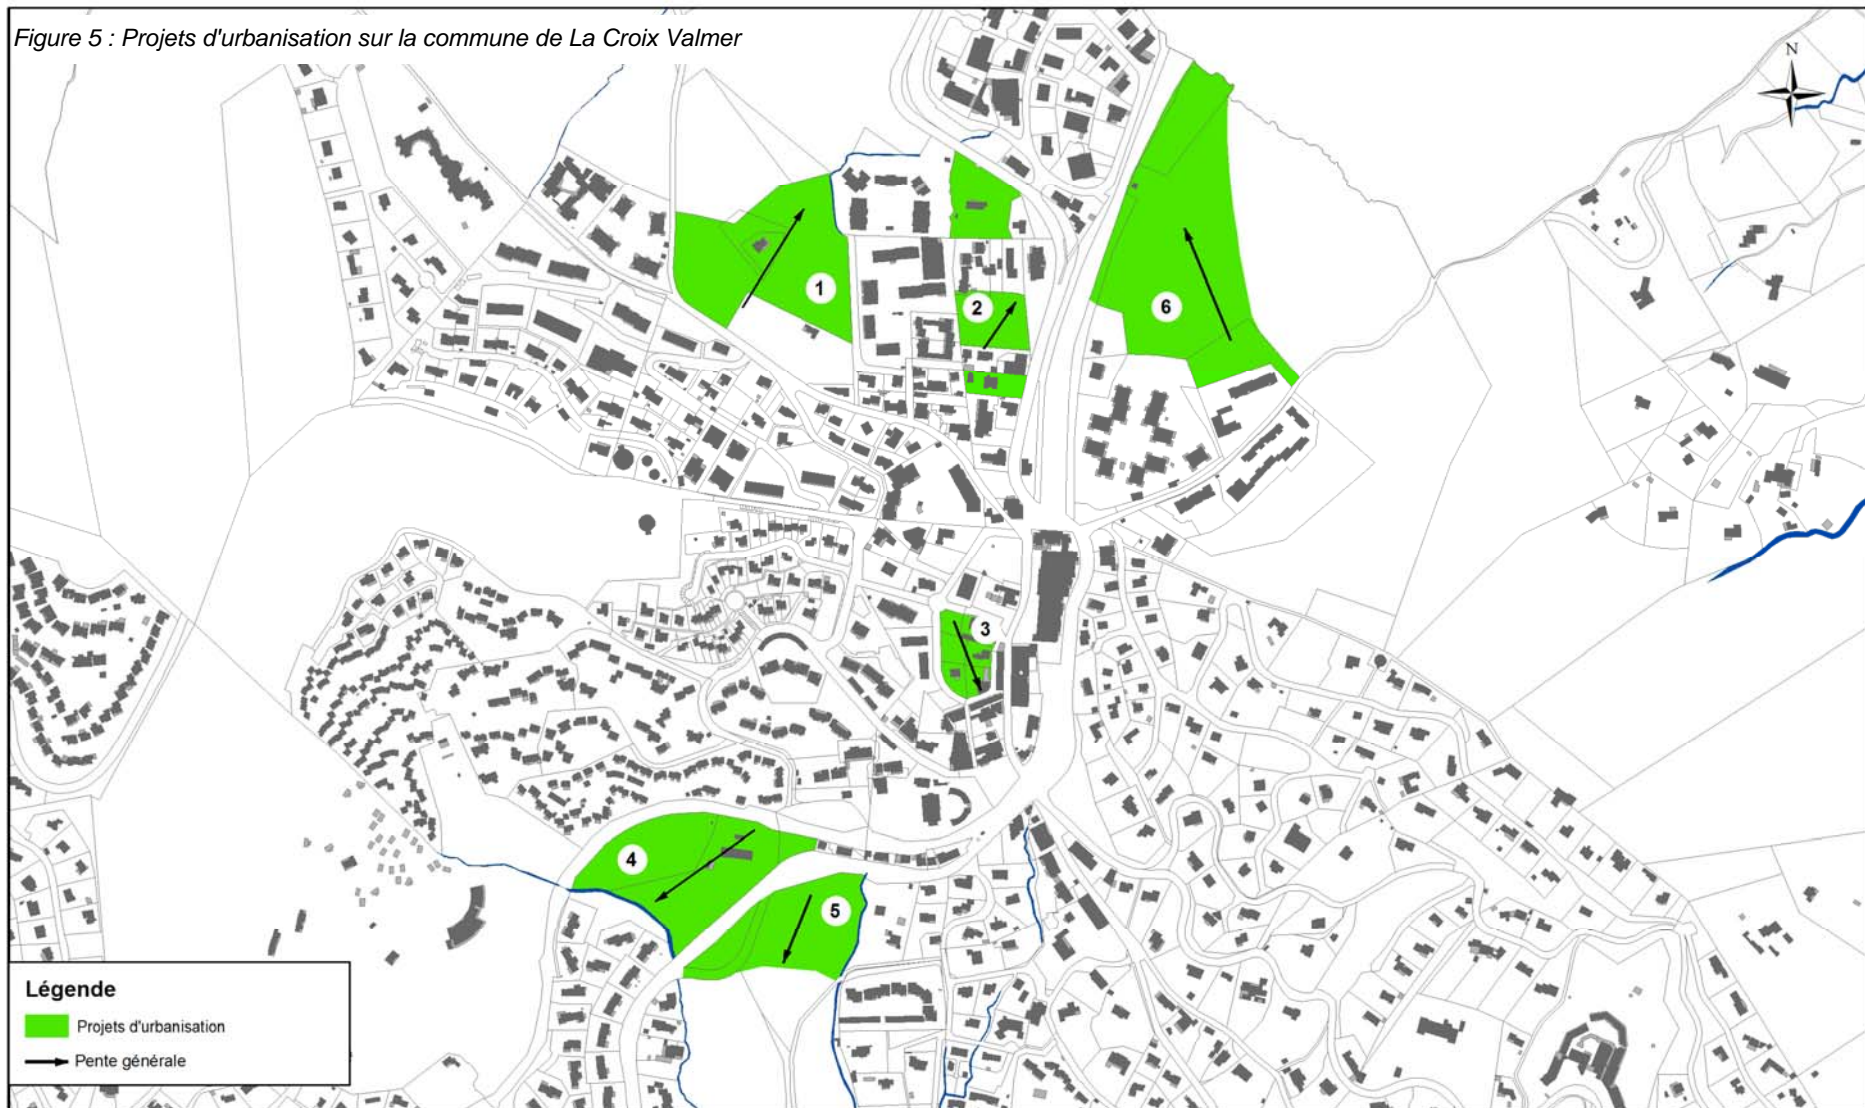 Figure 5 : Projets d'urbanisation sur la commune de La Croix Valmer
N
1
2
6
3
4
5
Légende
Projets d'urbanisation
Pente générale